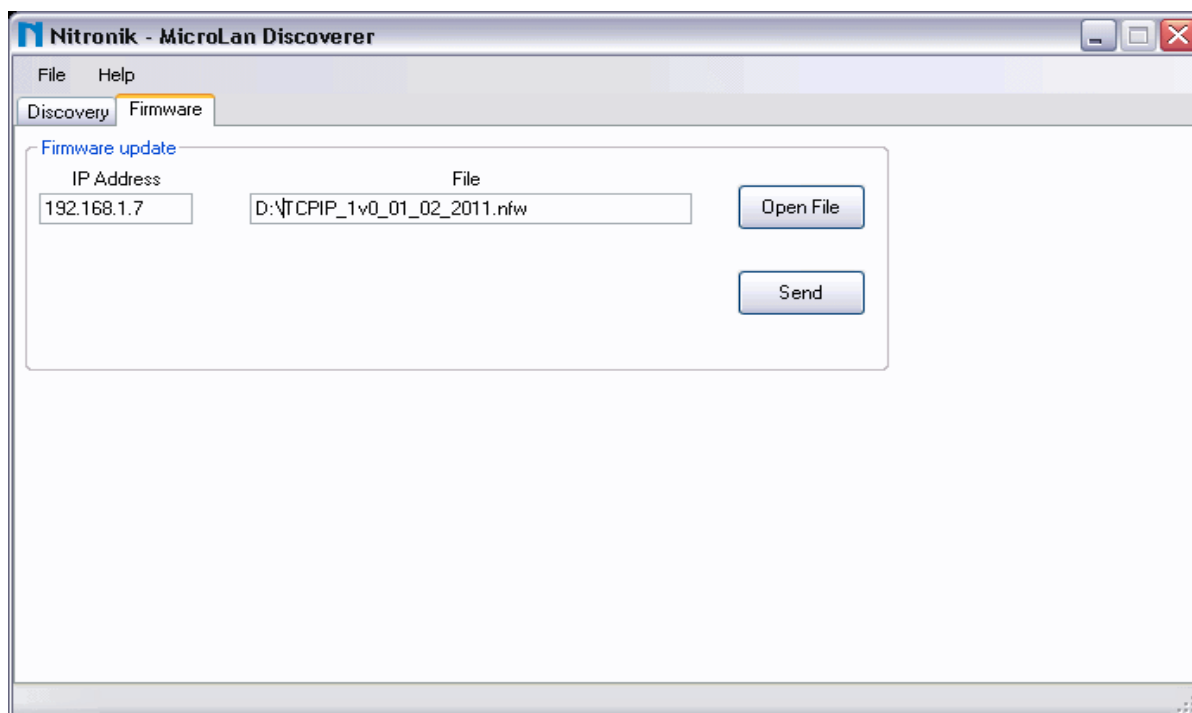 Nitronik - MicroLan Discoverer
File Help
Discovery Firmware
Firmware update
IP Address File
192.168.1.7 D:\TCPIP_1v0_01_02_2011.nfw Open File
Send